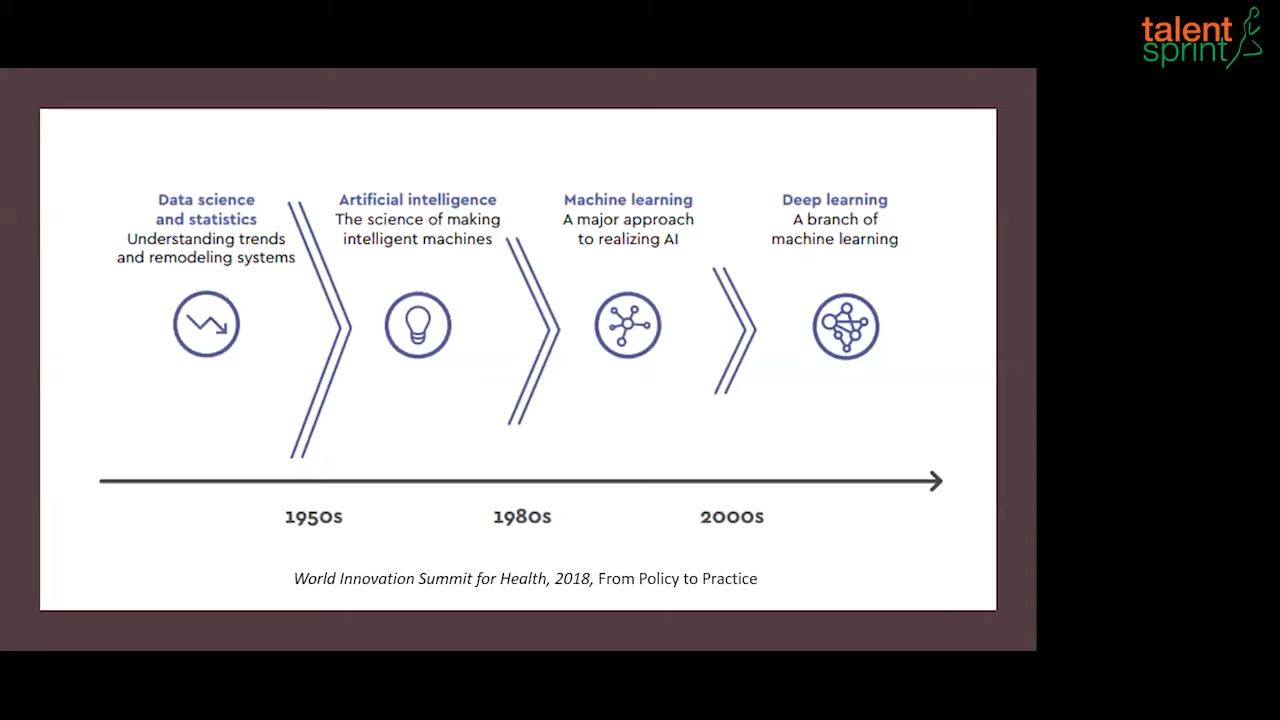 talent
sprint
Data science
and statistics
Understanding trends
and remodeling systems
Artificial intelligence
The science of making
intelligent machines
Machine learning
A major approach
to realizing AI
Deep learning
A branch of
machine learning
1950s
1980s
2000s
World Innovation Summit for Health, 2018, From Policy to Practice